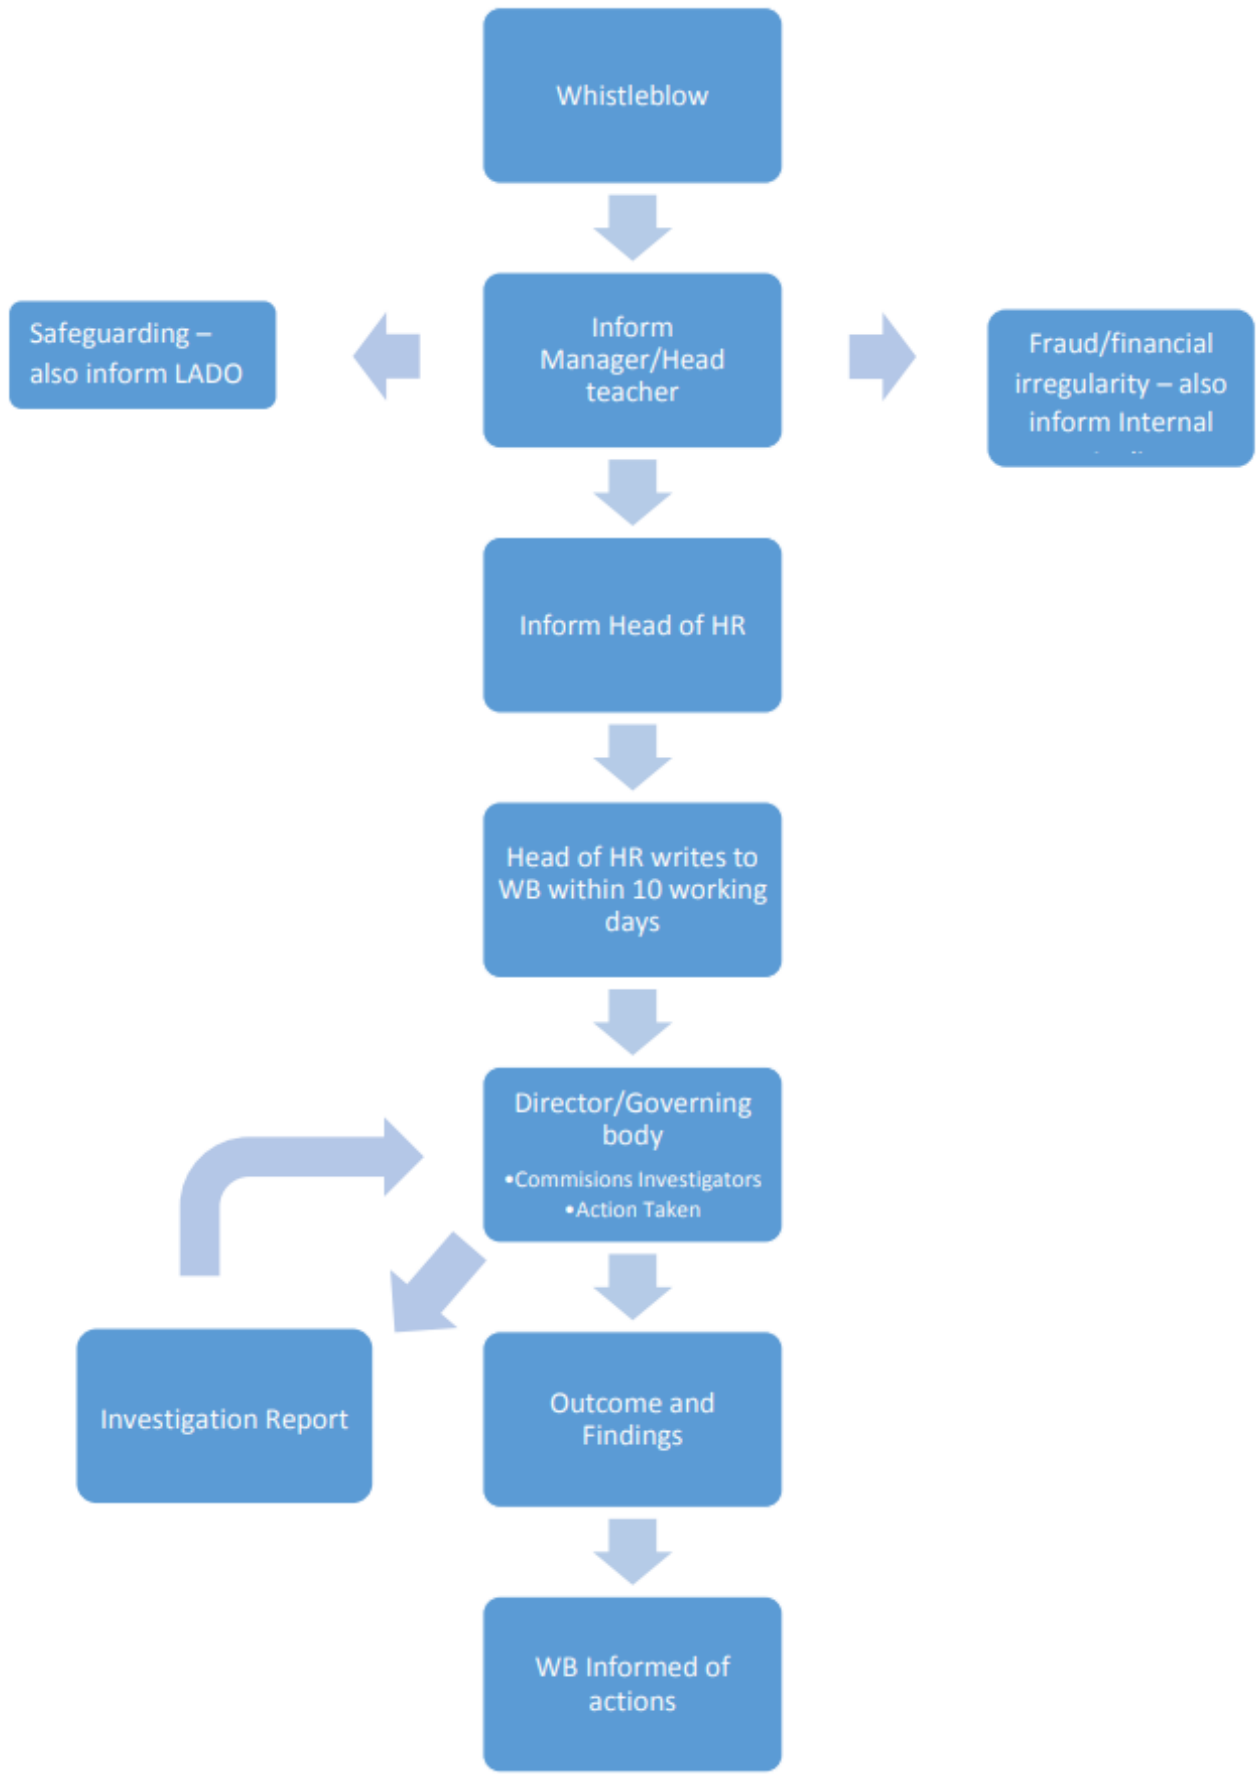 Whistleblow
Inform
Manager/Head
teacher
Safeguarding –
also inform LADO
Fraud/financial
irregularity – also
inform Internal
Inform Head of HR
Head of HR writes to
WB within 10 working
days
Director/Governing
body
•Commisions Investigators
•Action Taken
Investigation Report
Outcome and
Findings
WB Informed of
actions